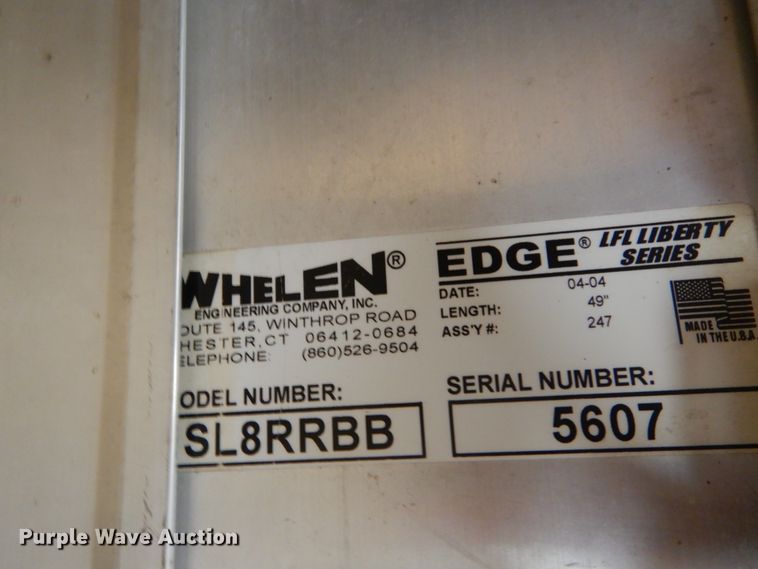 WHELEN®
ENGINEERING COMPANY, INC.
OUTE 145, WINTHROP ROAD
HESTER, CT 06412-0684
ELEPHONE: (860)526-9504
EDGE® LFL LIBERTY
SERIES
DATE: 04-04
LENGTH: 49"
ASS'Y #: 247
MADE
IN THE U.S.A.
ODEL NUMBER:
SL8RRBB
SERIAL NUMBER:
5607
Purple Wave Auction